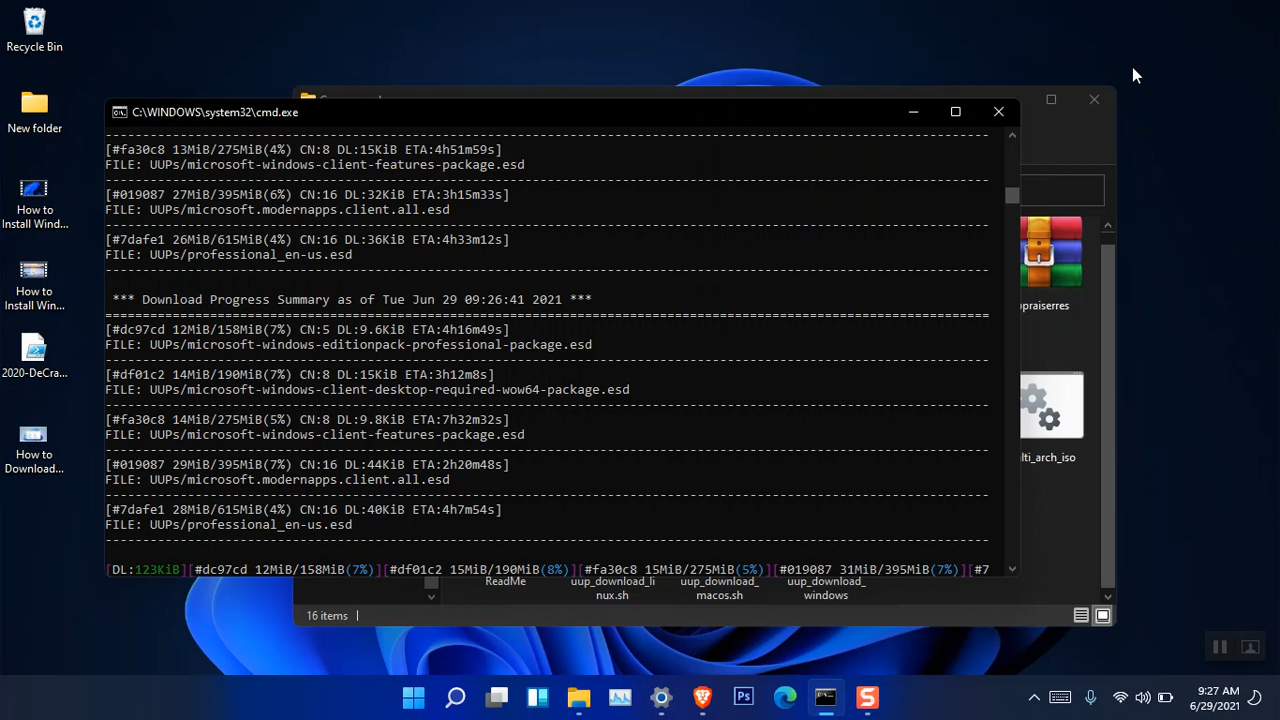 Recycle Bin
New folder
How to
Install Wind...
How to
Install Win...
2020-DeCra...
How to
Download...
C:\WINDOWS\system32\cmd.exe
--------------------------------------------------------------------------------
[#fa30c8 13MiB/275MiB(4%) CN:8 DL:15KiB ETA:4h51m59s]
FILE: UUPs/microsoft-windows-client-features-package.esd
--------------------------------------------------------------------------------
[#019087 27MiB/395MiB(6%) CN:16 DL:32KiB ETA:3h15m33s]
FILE: UUPs/microsoft.modernapps.client.all.esd
--------------------------------------------------------------------------------
[#7dafe1 26MiB/615MiB(4%) CN:16 DL:36KiB ETA:4h33m12s]
FILE: UUPs/professional_en-us.esd
--------------------------------------------------------------------------------
*** Download Progress Summary as of Tue Jun 29 09:26:41 2021 ***
================================================================================
[#dc97cd 12MiB/158MiB(7%) CN:5 DL:9.6KiB ETA:4h16m49s]
FILE: UUPs/microsoft-windows-editionpack-professional-package.esd
--------------------------------------------------------------------------------
[#df01c2 14MiB/190MiB(7%) CN:8 DL:15KiB ETA:3h12m8s]
FILE: UUPs/microsoft-windows-client-desktop-required-wow64-package.esd
--------------------------------------------------------------------------------
[#fa30c8 14MiB/275MiB(5%) CN:8 DL:9.8KiB ETA:7h32m32s]
FILE: UUPs/microsoft-windows-client-features-package.esd
--------------------------------------------------------------------------------
[#019087 29MiB/395MiB(7%) CN:16 DL:44KiB ETA:2h20m48s]
FILE: UUPs/microsoft.modernapps.client.all.esd
--------------------------------------------------------------------------------
[#7dafe1 28MiB/615MiB(4%) CN:16 DL:40KiB ETA:4h7m54s]
FILE: UUPs/professional_en-us.esd
--------------------------------------------------------------------------------
[DL:123KiB][#dc97cd 12MiB/158MiB(7%)][#df01c2 15MiB/190MiB(8%)][#fa30c8 15MiB/275MiB(5%)][#019087 31MiB/395MiB(7%)][#7
praiserres
lti_arch_iso
ReadMe
uup_download_li
nux.sh
uup_download_
macos.sh
uup_download_
windows
16 items
Ps
S
9:27 AM
6/29/2021